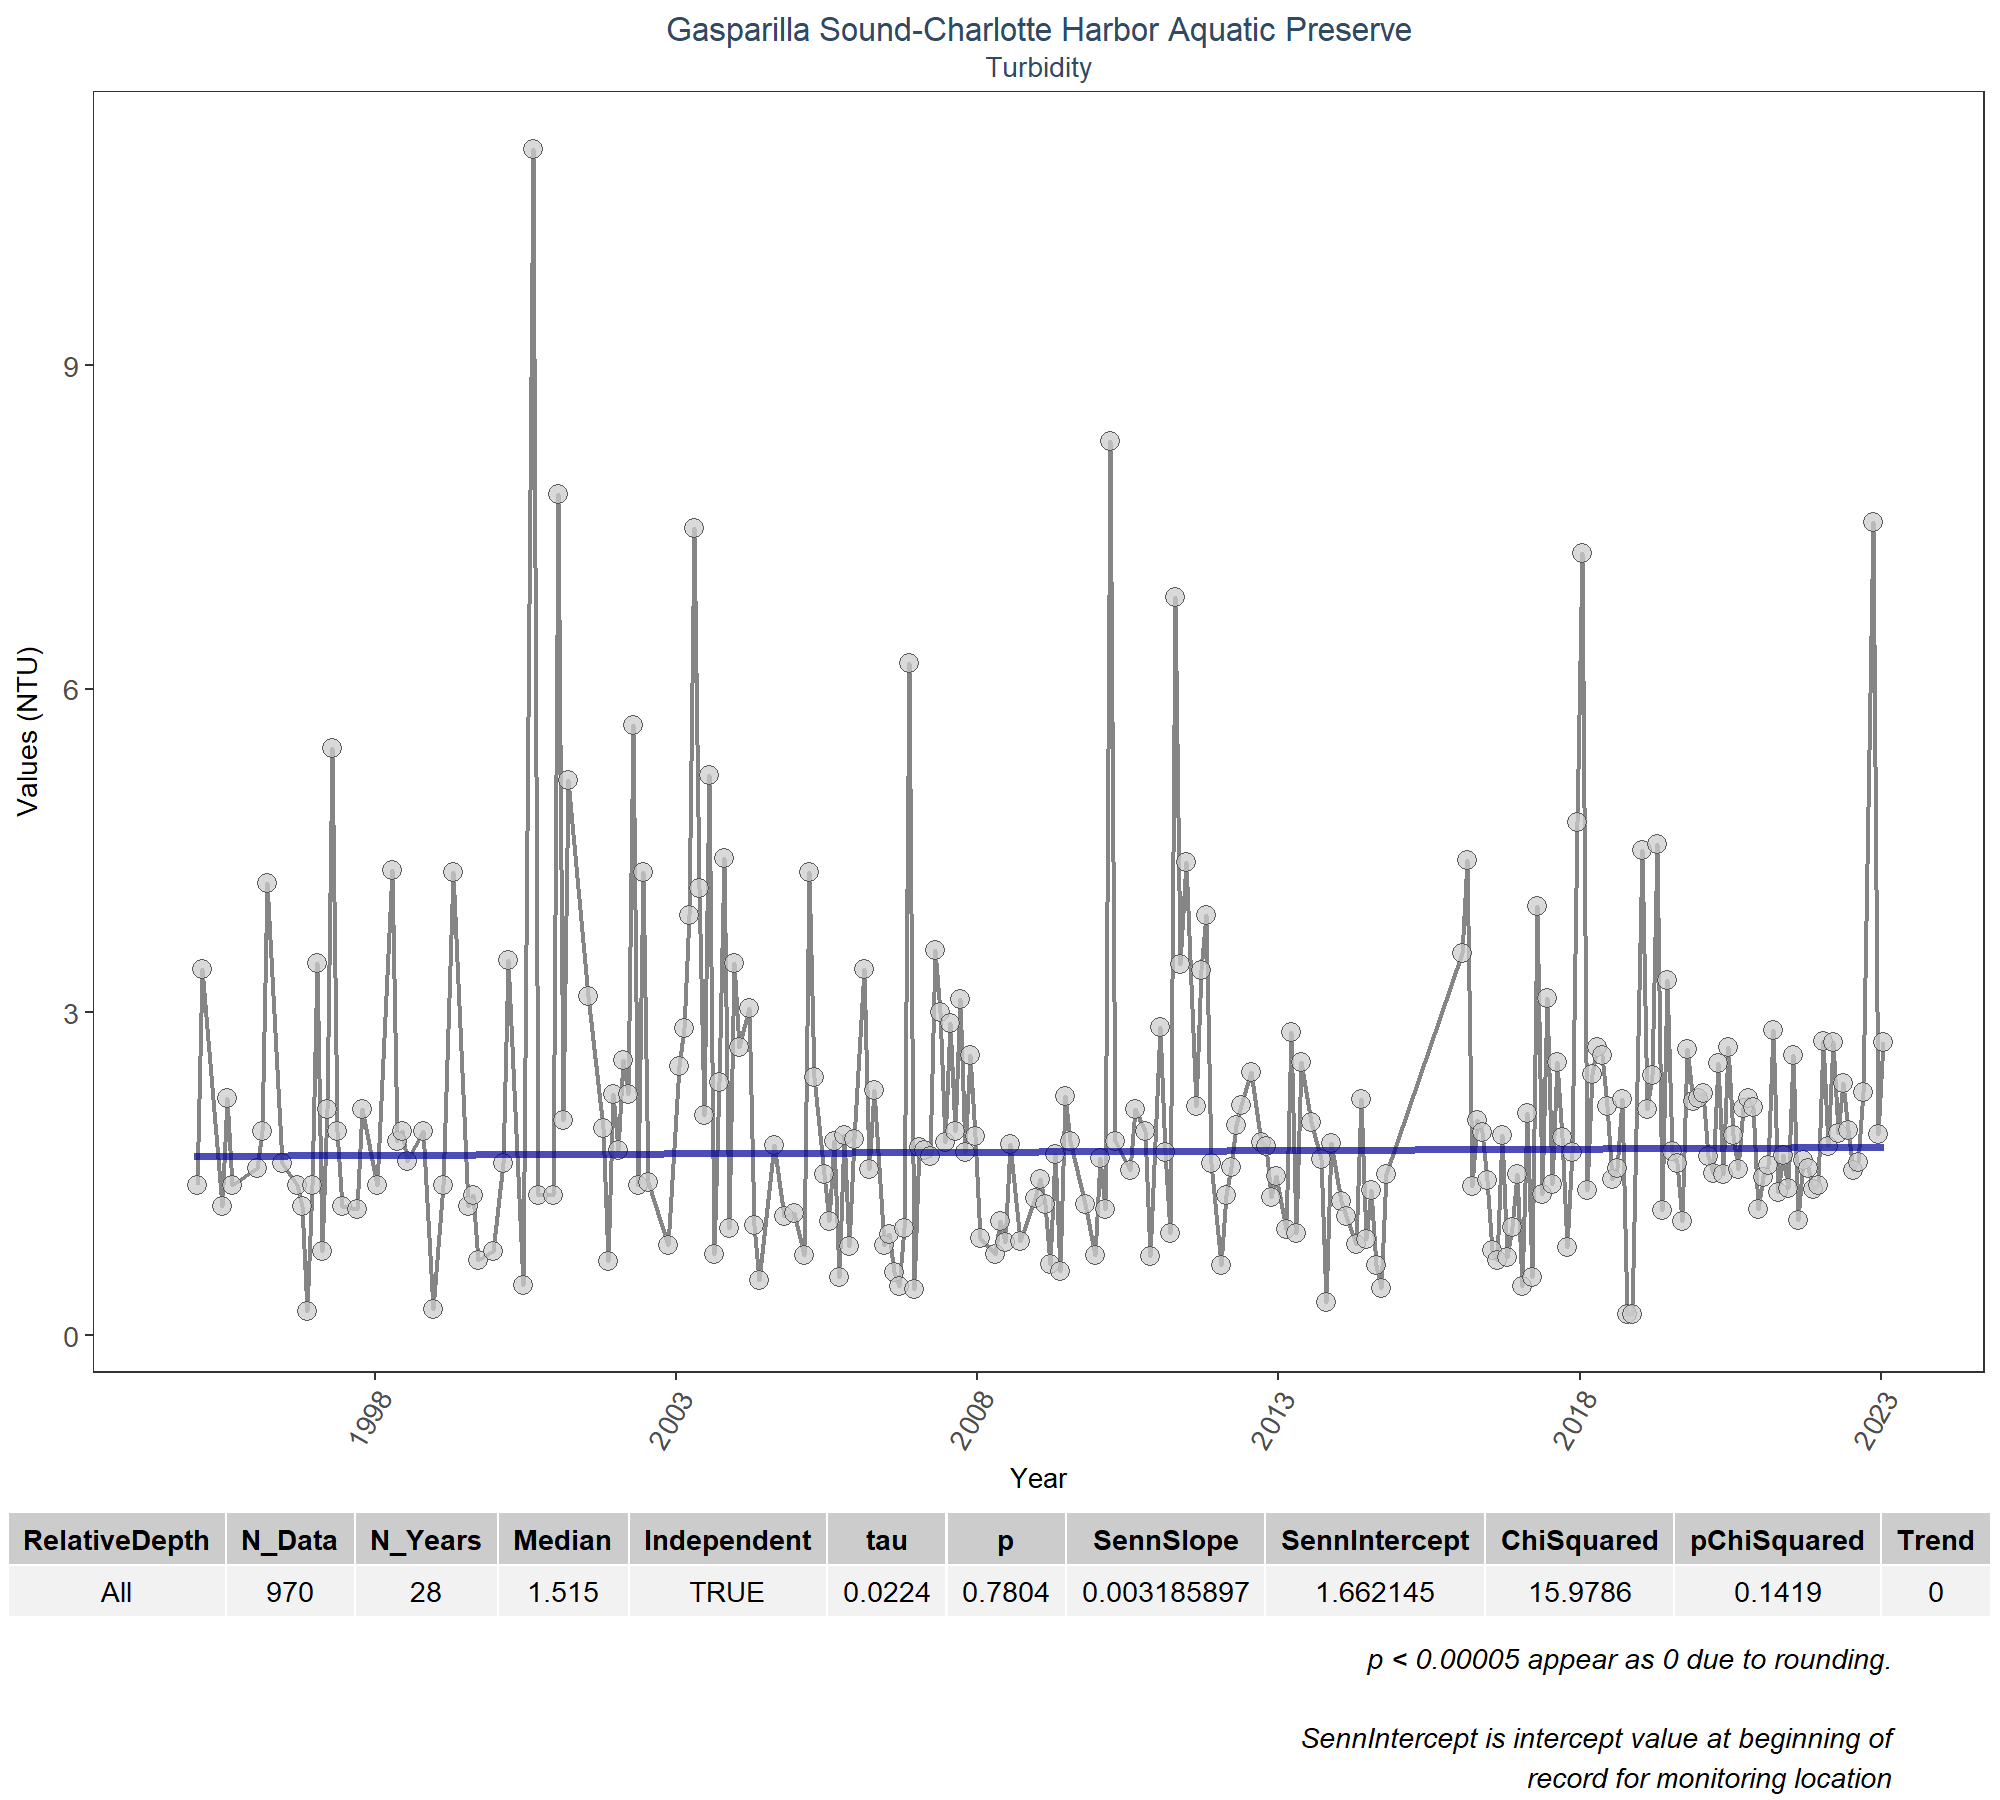 Gasparilla Sound-Charlotte Harbor Aquatic Preserve
Turbidity
Values (NTU)
9
6
3
0
1998
2003
2008
2013
2018
2023
Year
RelativeDepth N_Data N_Years Median Independent tau p SennSlope SennIntercept ChiSquared pChiSquared Trend
All 970 28 1.515 TRUE 0.0224 0.7804 0.003185897 1.662145 15.9786 0.1419 0
p < 0.00005 appear as 0 due to rounding.
SennIntercept is intercept value at beginning of
record for monitoring location